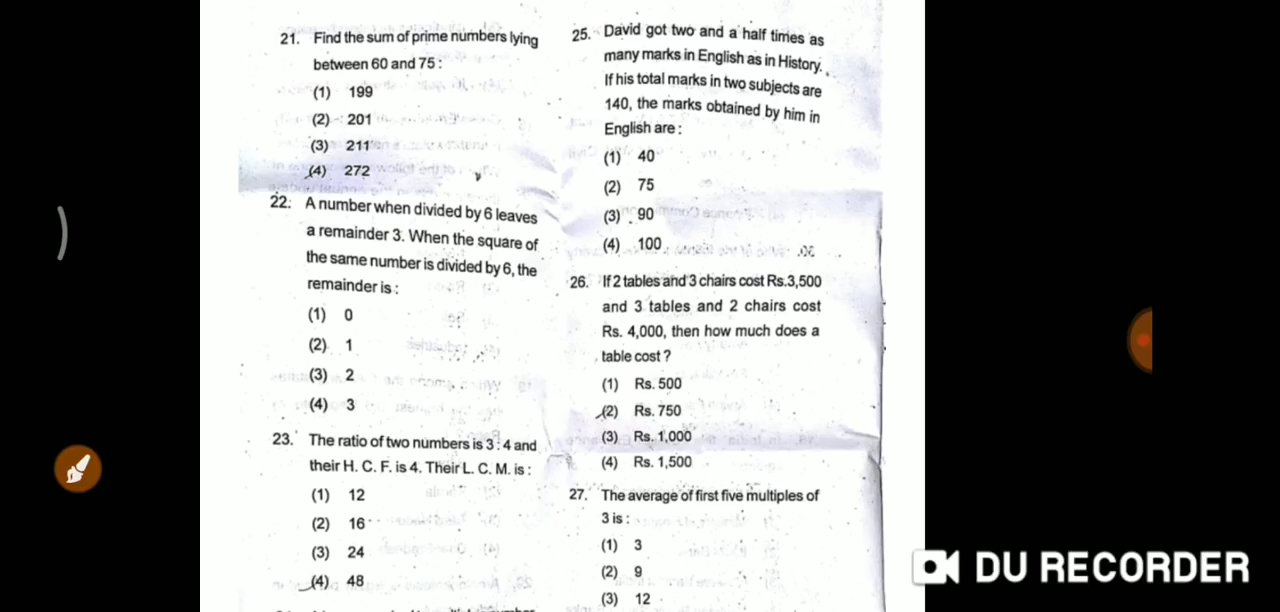 21. Find the sum of prime numbers lying
between 60 and 75 :
(1) 199
(2) 201
(3) 211
(4) 272
22. A number when divided by 6 leaves
a remainder 3. When the square of
the same number is divided by 6, the
remainder is :
(1) 0
(2) 1
(3) 2
(4) 3
23. The ratio of two numbers is 3 : 4 and
their H. C. F. is 4. Their L. C. M. is :
(1) 12
(2) 16
(3) 24
(4) 48
25. David got two and a half times as
many marks in English as in History.
If his total marks in two subjects are
140, the marks obtained by him in
English are :
(1) 40
(2) 75
(3) 90
(4) 100
26. If 2 tables and 3 chairs cost Rs.3,500
and 3 tables and 2 chairs cost
Rs. 4,000, then how much does a
table cost ?
(1) Rs. 500
(2) Rs. 750
(3) Rs. 1,000
(4) Rs. 1,500
27. The average of first five multiples of
3 is :
(1) 3
(2) 9
(3) 12
DU RECORDER